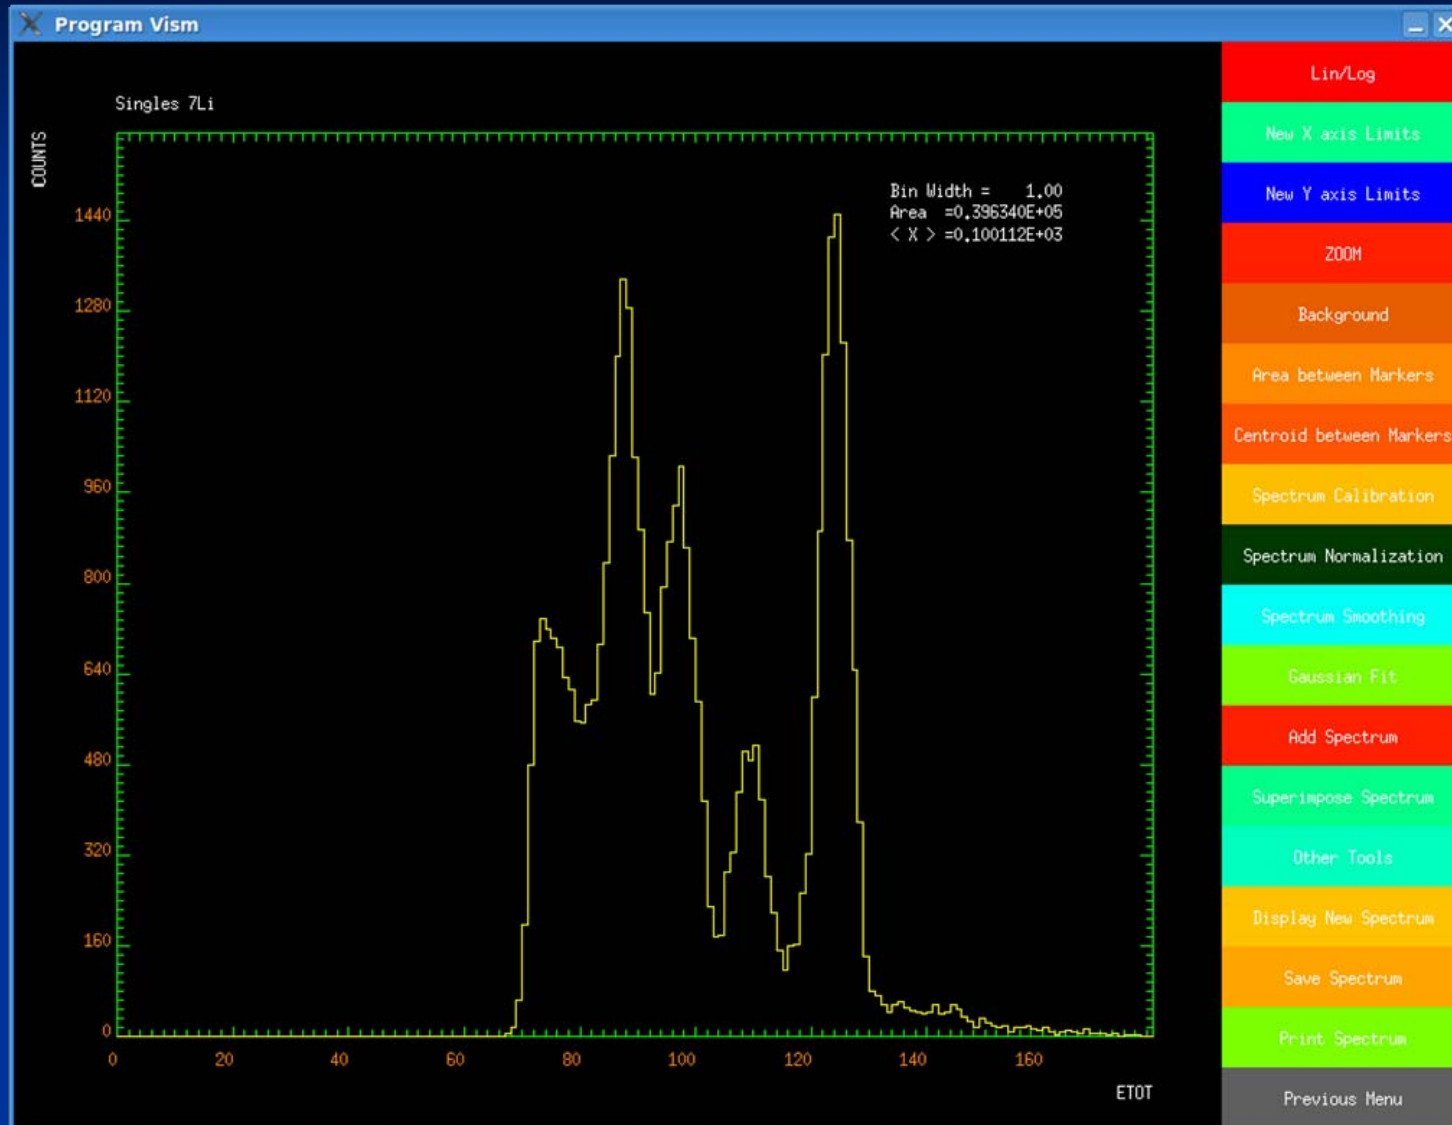 Program Vism
Singles 7Li
COUNTS
Bin Width = 1.00
Area =0.396340E+05
< X > =0.100112E+03
1440
1280
1120
960
800
640
480
320
160
0
0 20 40 60 80 100 120 140 160
ETOT
Lin/Log
New X axis Limits
New Y axis Limits
ZOOM
Background
Area between Markers
Centroid between Markers
Spectrum Calibration
Spectrum Normalization
Spectrum Smoothing
Gaussian Fit
Add Spectrum
Superimpose Spectrum
Other Tools
Display New Spectrum
Save Spectrum
Print Spectrum
Previous Menu